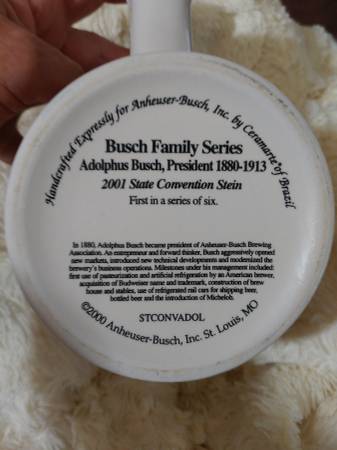 Handcrafted Expressly for Anheuser-Busch, Inc. by Ceramarte® of Brazil
Busch Family Series
Adolphus Busch, President 1880-1913
2001 State Convention Stein
First in a series of six.
In 1880, Adolphus Busch became president of Anheuser-Busch Brewing
Association. An entrepreneur and forward thinker, Busch aggressively opened
new markets, introduced new technical developments and modernized the
brewery's business operations. Milestones under his management included:
first use of pasteurization and artificial refrigeration by an American brewer,
acquisition of Budweiser name and trademark, construction of brew
house and stables, use of refrigerated rail cars for shipping beer,
bottled beer and the introduction of Michelob.
STCONVADOL
©2000 Anheuser-Busch, Inc. St. Louis, MO